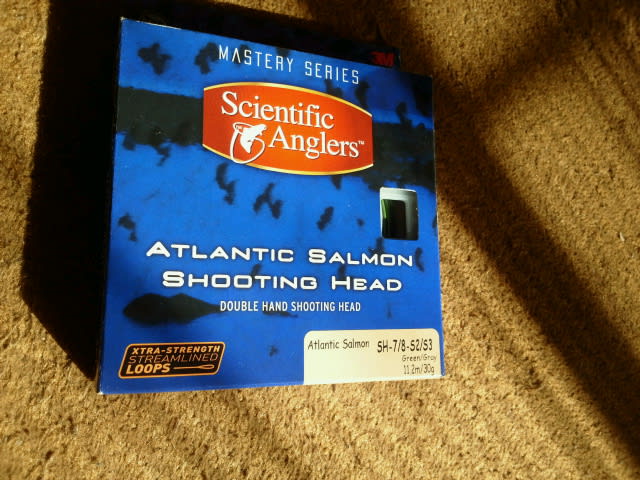 3M
MASTERY SERIES
Scientific
Anglers™
ATLANTIC SALMON
SHOOTING HEAD
DOUBLE HAND SHOOTING HEAD
XTRA-STRENGTH
STREAMLINED
LOOPS
Atlantic Salmon SH-7/8-S2/S3
Green/Gray
11.2m/30g